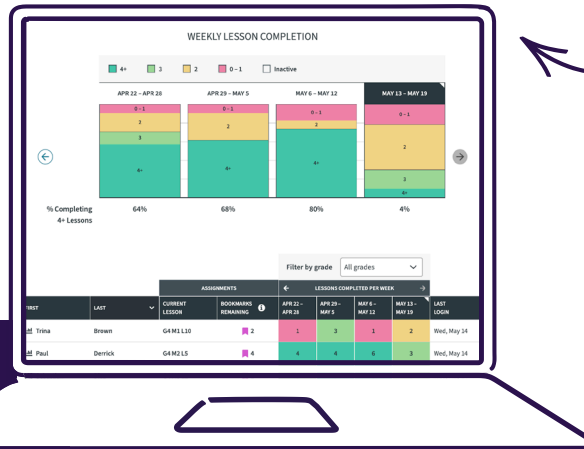 WEEKLY LESSON COMPLETION
4+ 3 2 0 – 1 Inactive
APR 22 – APR 28 APR 29 – MAY 5 MAY 6 – MAY 12 MAY 13 – MAY 19
0 – 1 0 – 1 0 – 1 0 – 1
3 2 2 2
3 3
4+ 4+ 4+ 4+
% Completing 64% 68% 80% 4%
4+ Lessons
Filter by grade All grades
ASSIGNMENTS LESSONS COMPLETED PER WEEK
FIRST LAST CURRENT LESSON BOOKMARKS REMAINING APR 22 – APR 28 APR 29 – MAY 5 MAY 6 – MAY 12 MAY 13 – MAY 19 LAST LOGIN
Trina Brown G4 M1 L10 2 1 3 1 2 Wed, May 14
Paul Derrick G4 M2 L5 4 4 4 6 3 Wed, May 14